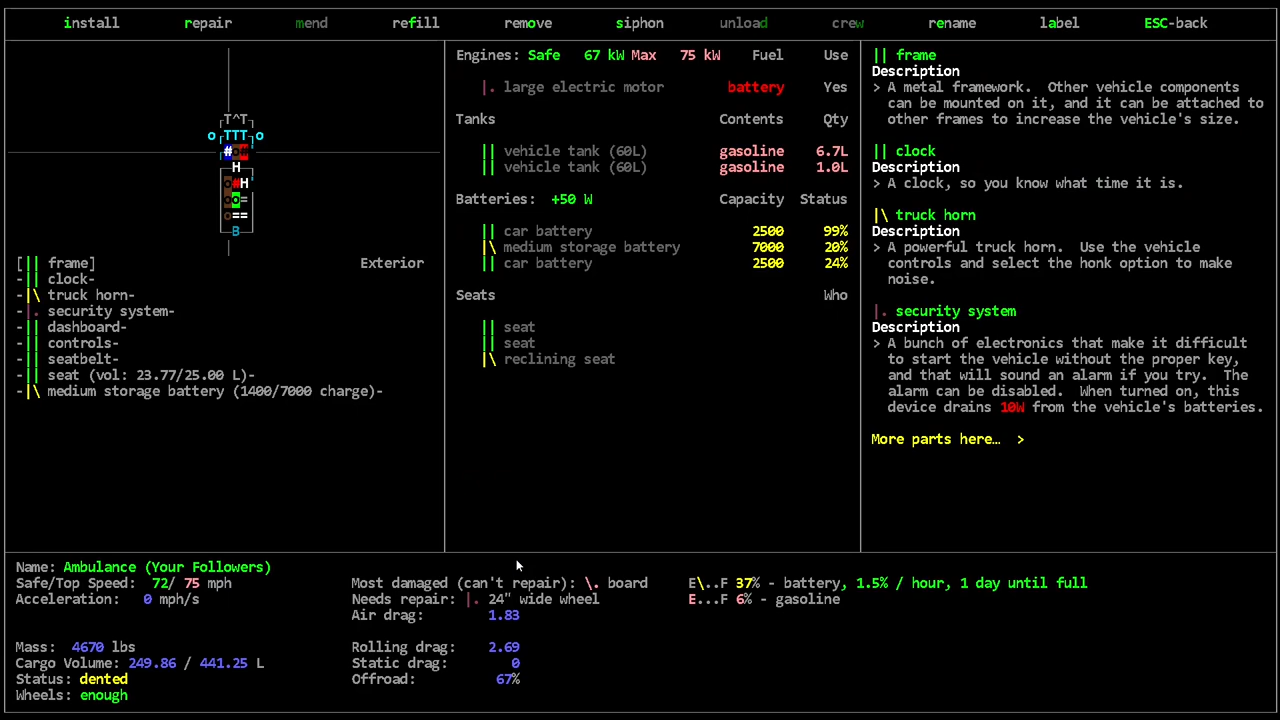 install repair mend refill remove siphon unload crew rename label ESC-back
T^T
o TTT o
#
H
o#H
oo=
o==
B
[|| frame] Exterior
-|| clock-
-|\ truck horn-
-|. security system-
-|| dashboard-
-|| controls-
-|| seatbelt-
-|| seat (vol: 23.77/25.00 L)-
-|\ medium storage battery (1400/7000 charge)-
Engines: Safe 67 kW Max 75 kW Fuel Use
|. large electric motor battery Yes
Tanks Contents Qty
|| vehicle tank (60L) gasoline 6.7L
|| vehicle tank (60L) gasoline 1.0L
Batteries: +50 W Capacity Status
|| car battery 2500 99%
|\ medium storage battery 7000 20%
|| car battery 2500 24%
Seats Who
|| seat
|| seat
|\ reclining seat
|| frame
Description
> A metal framework. Other vehicle components
can be mounted on it, and it can be attached to
other frames to increase the vehicle's size.
|| clock
Description
> A clock, so you know what time it is.
|\ truck horn
Description
> A powerful truck horn. Use the vehicle
controls and select the honk option to make
noise.
|. security system
Description
> A bunch of electronics that make it difficult
to start the vehicle without the proper key,
and that will sound an alarm if you try. The
alarm can be disabled. When turned on, this
device drains 10W from the vehicle's batteries.
More parts here… >
Name: Ambulance (Your Followers)
Safe/Top Speed: 72/ 75 mph Most damaged (can't repair): \. board E\..F 37% - battery, 1.5% / hour, 1 day until full
Acceleration: 0 mph/s Needs repair: |. 24" wide wheel E...F 6% - gasoline
Air drag: 1.83
Mass: 4670 lbs Rolling drag: 2.69
Cargo Volume: 249.86 / 441.25 L Static drag: 0
Status: dented Offroad: 67%
Wheels: enough